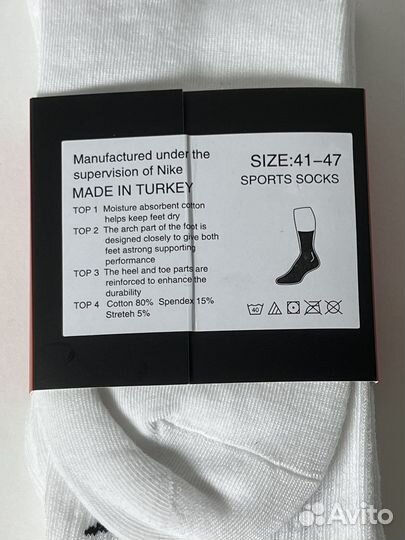 Manufactured under the
supervision of Nike
MADE IN TURKEY
TOP 1 Moisture absorbent cotton
helps keep feet dry
TOP 2 The arch part of the foot is
designed closely to give both
feet astrong supporting
performance
TOP 3 The heel and toe parts are
reinforced to enhance the
durability
TOP 4 Cotton 80% Spendex 15%
Streteh 5%
SIZE:41–47
SPORTS SOCKS
40
Avito